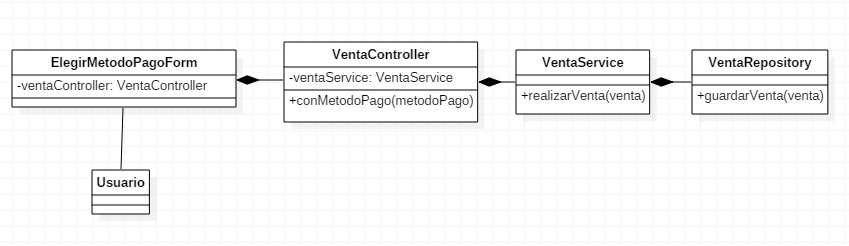 ElegirMetodoPagoForm
-ventaController: VentaController
VentaController
-ventaService: VentaService
+conMetodoPago(metodoPago)
VentaService
+realizarVenta(venta)
VentaRepository
+guardarVenta(venta)
Usuario